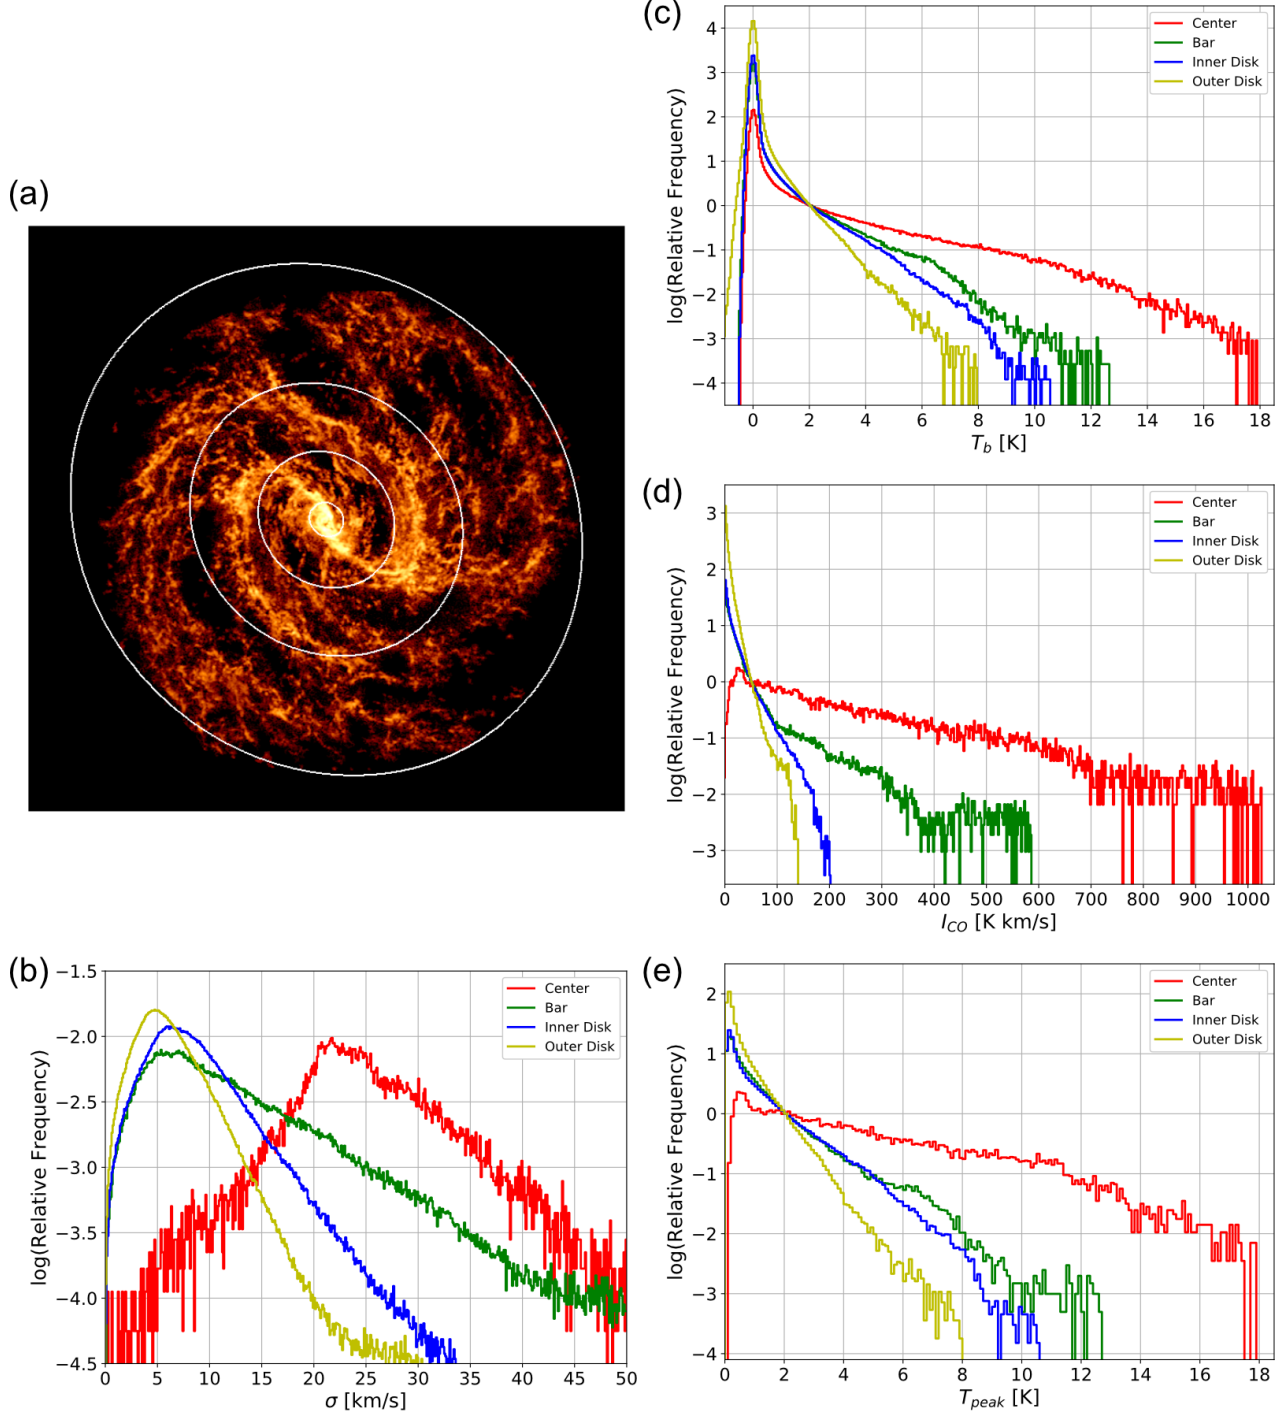 (a)
(b)
−1.5
−2.0
−2.5
−3.0
−3.5
−4.0
−4.5
log(Relative Frequency)
Center
Bar
Inner Disk
Outer Disk
0 5 10 15 20 25 30 35 40 45 50
σ [km/s]
(c)
4
3
2
1
0
−1
−2
−3
−4
log(Relative Frequency)
Center
Bar
Inner Disk
Outer Disk
0 2 4 6 8 10 12 14 16 18
T_b [K]
(d)
3
2
1
0
−1
−2
−3
log(Relative Frequency)
Center
Bar
Inner Disk
Outer Disk
0 100 200 300 400 500 600 700 800 900 1000
I_CO [K km/s]
(e)
2
1
0
−1
−2
−3
−4
log(Relative Frequency)
Center
Bar
Inner Disk
Outer Disk
0 2 4 6 8 10 12 14 16 18
T_peak [K]